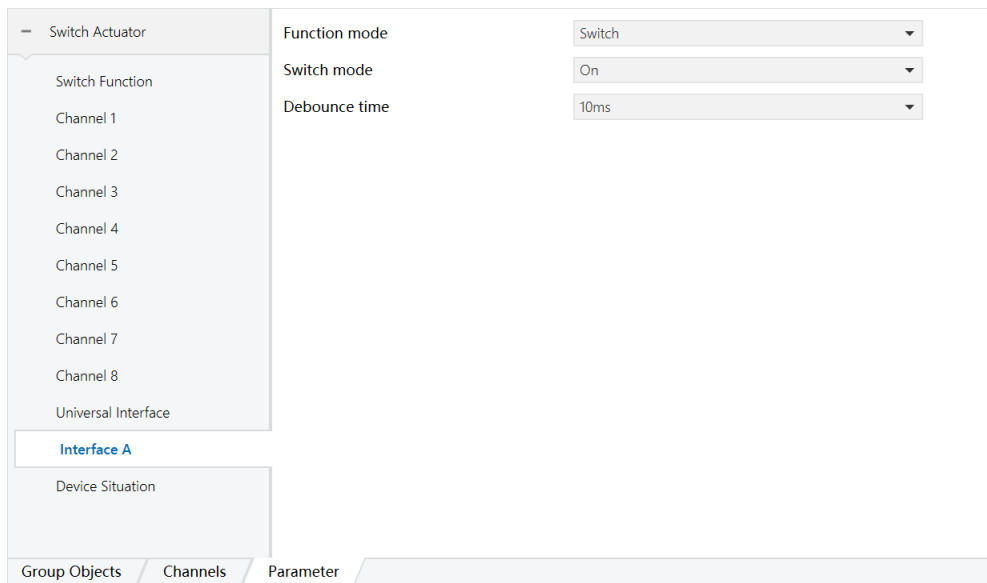 Switch Actuator
Switch Function
Channel 1
Channel 2
Channel 3
Channel 4
Channel 5
Channel 6
Channel 7
Channel 8
Universal Interface
Interface A
Device Situation
Function mode Switch
Switch mode On
Debounce time 10ms
Group Objects Channels Parameter